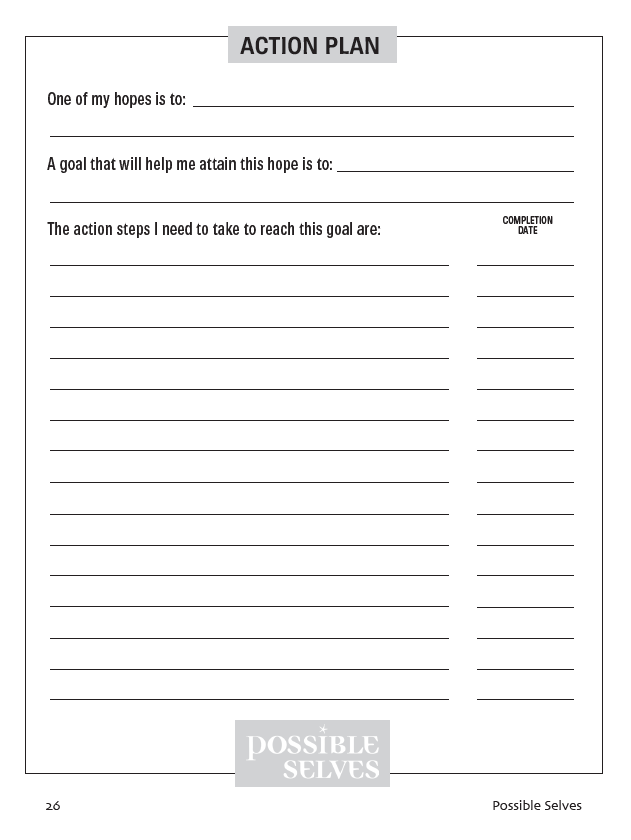 ACTION PLAN
One of my hopes is to:
A goal that will help me attain this hope is to:
The action steps I need to take to reach this goal are:
COMPLETION
DATE
POSSIBLE
SELVES
26
Possible Selves